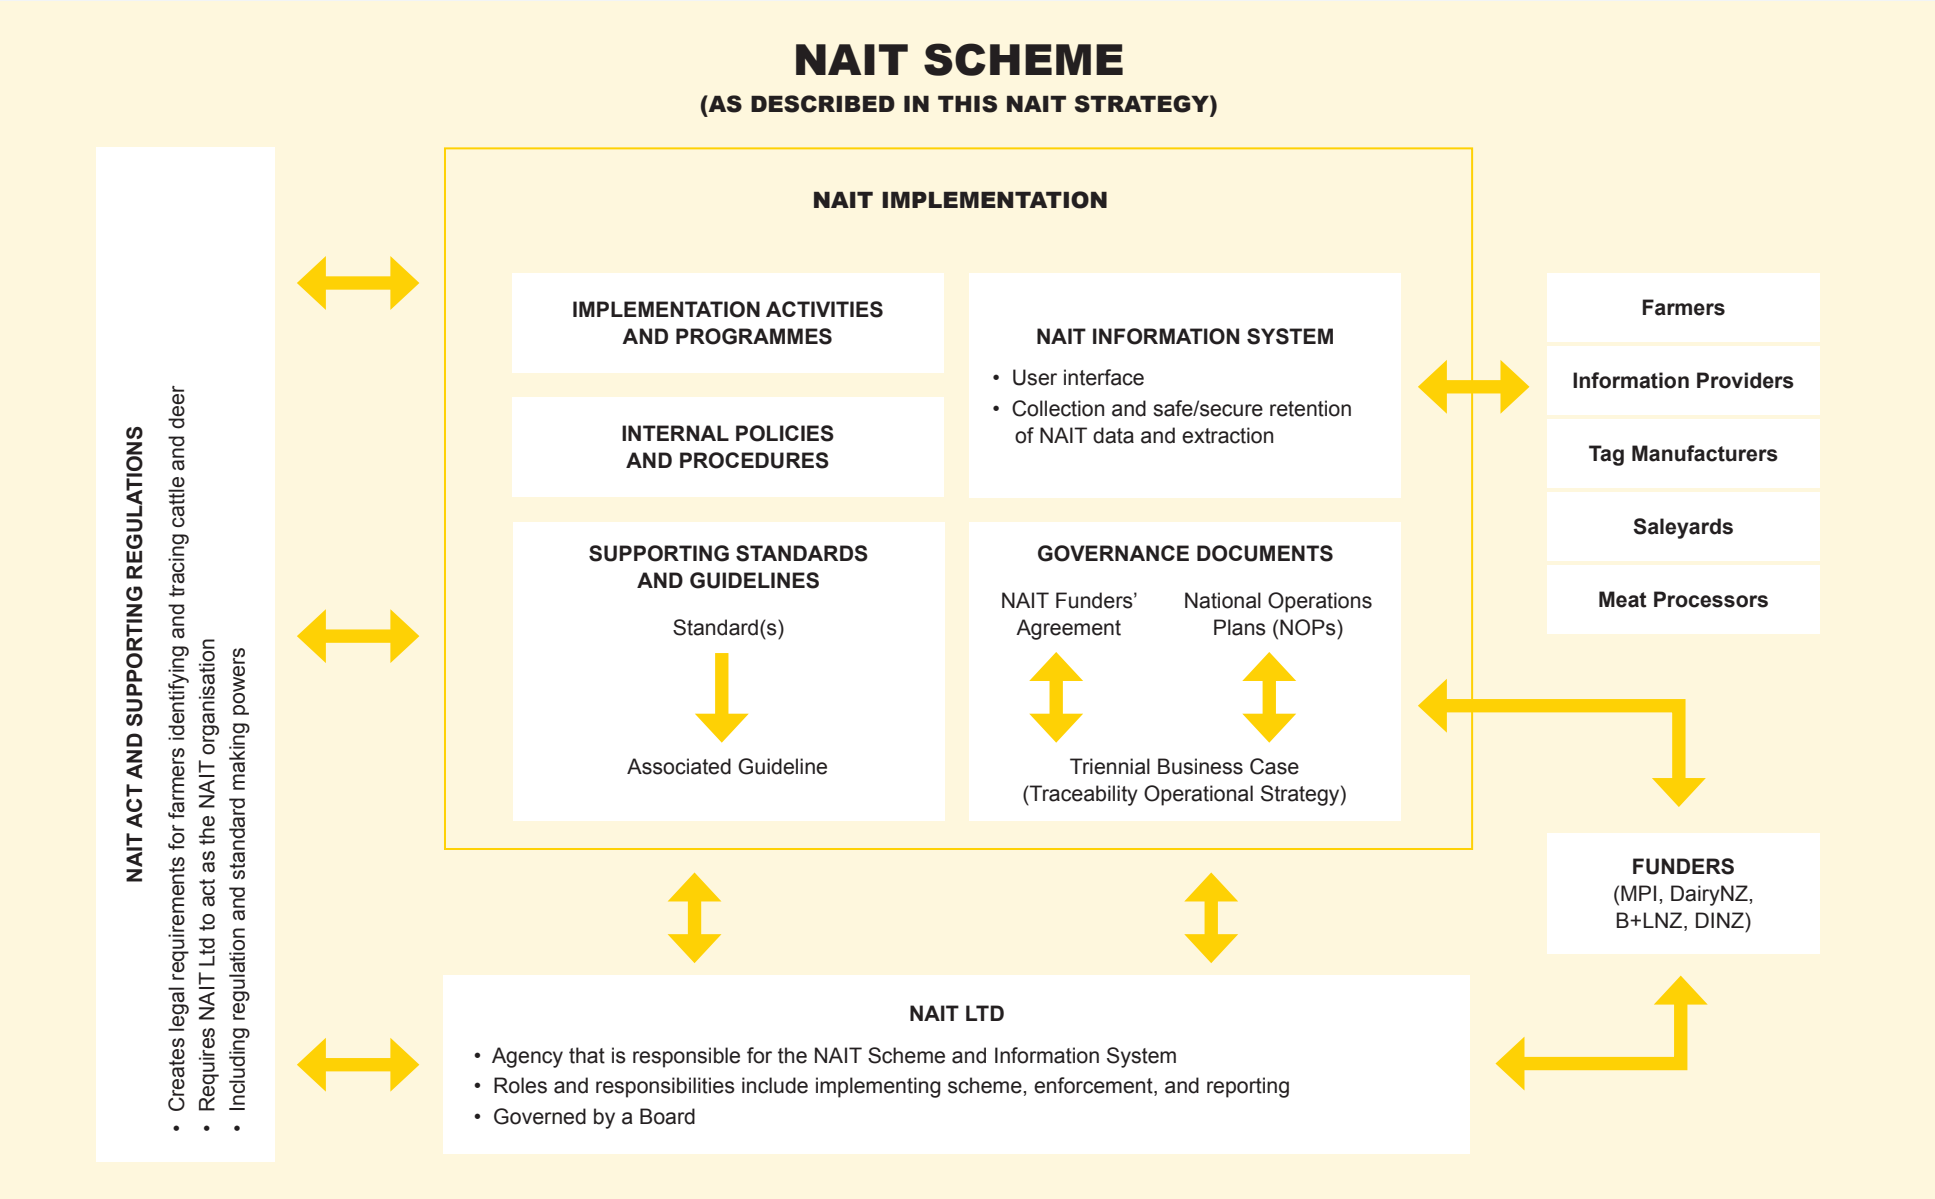 NAIT SCHEME
(AS DESCRIBED IN THIS NAIT STRATEGY)
NAIT ACT AND SUPPORTING REGULATIONS
• Creates legal requirements for farmers identifying and tracing cattle and deer
• Requires NAIT Ltd to act as the NAIT organisation
• Including regulation and standard making powers
NAIT IMPLEMENTATION
IMPLEMENTATION ACTIVITIES
AND PROGRAMMES
INTERNAL POLICIES
AND PROCEDURES
NAIT INFORMATION SYSTEM
• User interface
• Collection and safe/secure retention
of NAIT data and extraction
SUPPORTING STANDARDS
AND GUIDELINES
Standard(s)
Associated Guideline
GOVERNANCE DOCUMENTS
NAIT Funders’
Agreement
National Operations
Plans (NOPs)
Triennial Business Case
(Traceability Operational Strategy)
Farmers
Information Providers
Tag Manufacturers
Saleyards
Meat Processors
FUNDERS
(MPI, DairyNZ,
B+LNZ, DINZ)
NAIT LTD
• Agency that is responsible for the NAIT Scheme and Information System
• Roles and responsibilities include implementing scheme, enforcement, and reporting
• Governed by a Board